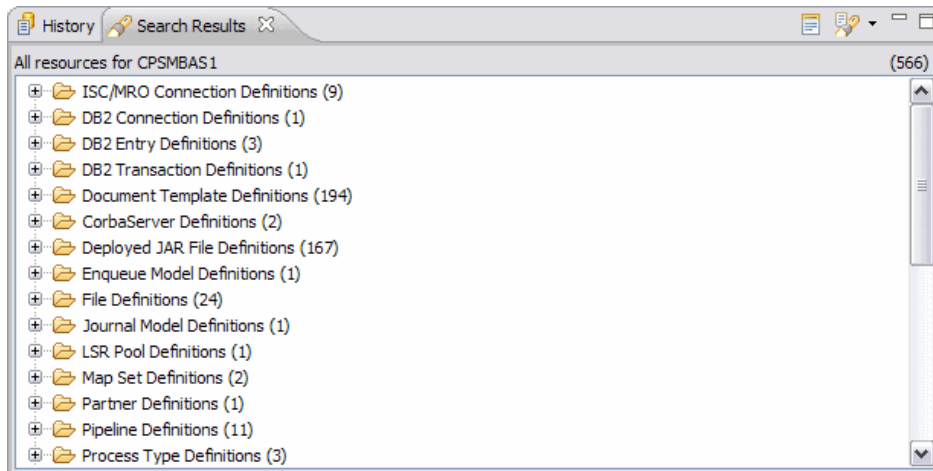 History Search Results
All resources for CPSMBAS1 (566)
ISC/MRO Connection Definitions (9)
DB2 Connection Definitions (1)
DB2 Entry Definitions (3)
DB2 Transaction Definitions (1)
Document Template Definitions (194)
CorbaServer Definitions (2)
Deployed JAR File Definitions (167)
Enqueue Model Definitions (1)
File Definitions (24)
Journal Model Definitions (1)
LSR Pool Definitions (1)
Map Set Definitions (2)
Partner Definitions (1)
Pipeline Definitions (11)
Process Type Definitions (3)